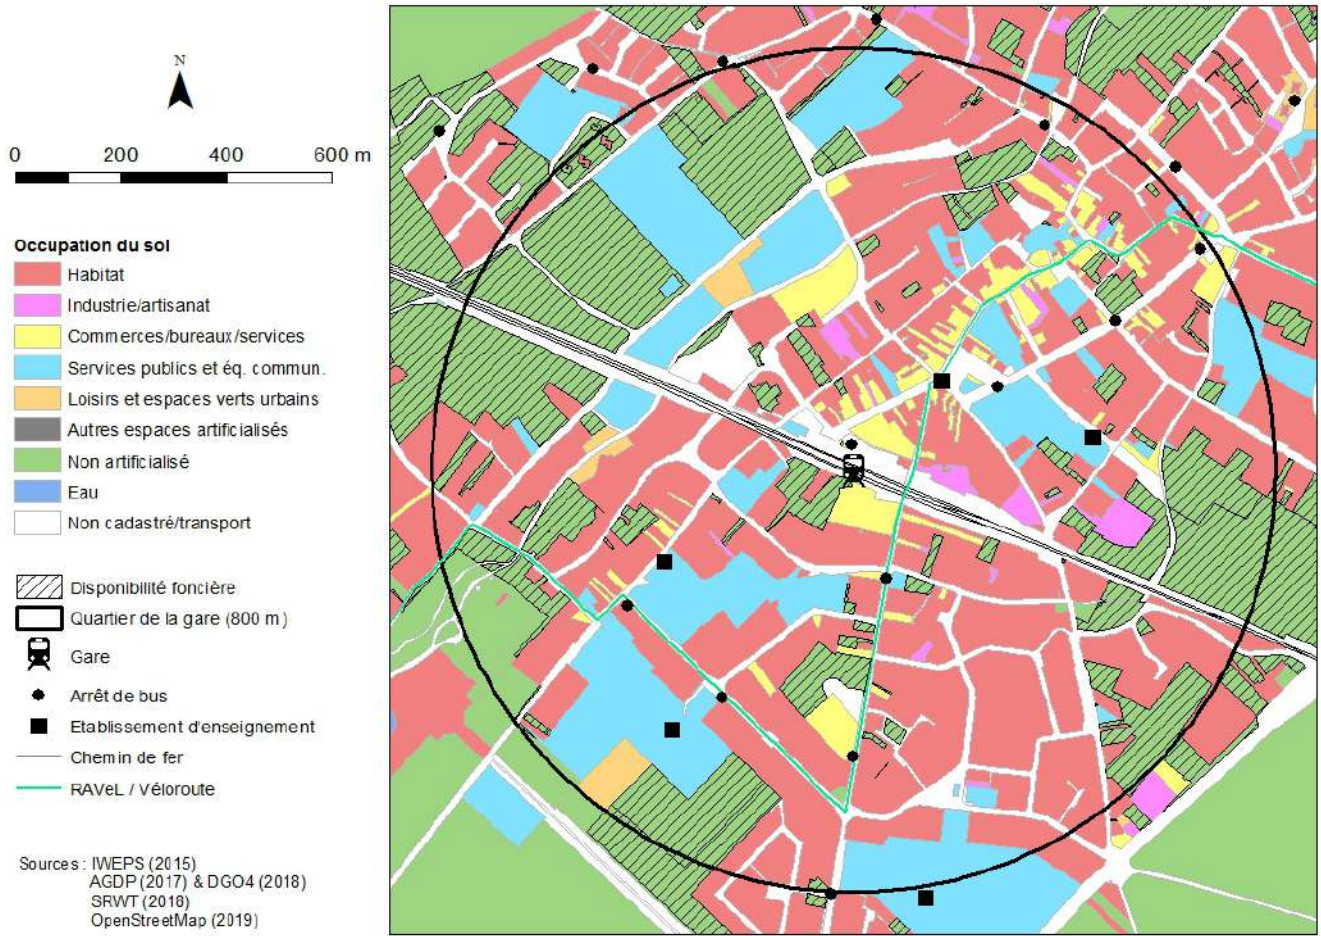 N
0 200 400 600 m
Occupation du sol
Habitat
Industrie/artisanat
Commerces/bureaux/services
Services publics et éq. commun.
Loisirs et espaces verts urbains
Autres espaces artificialisés
Non artificialisé
Eau
Non cadastré/transport
Disponibilité foncière
Quartier de la gare (800 m)
Gare
Arrêt de bus
Etablissement d'enseignement
Chemin de fer
RAVeL / Véloroute
Sources : IWEPS (2015)
AGDP (2017) & DGO4 (2018)
SRWT (2018)
OpenStreetMap (2019)